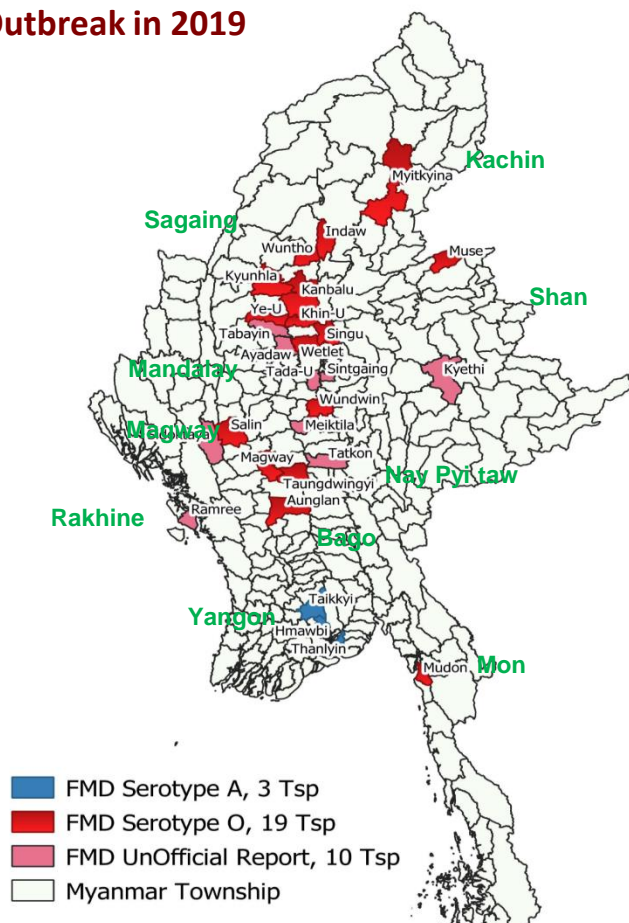 Outbreak in 2019
Kachin
Myitkyina
Sagaing
Indaw
Wuntho
Muse
Kyunhla
Kanbalu
Shan
Ye-U
Khin-U
Tabayin
Singu
Ayadaw
Wetlet
Mandalay
Tada-U
Sintgaing
Kyethi
Wundwin
Magway
Salin
Meiktila
Magway
Tatkon
Nay Pyi taw
Taungdwingyi
Rakhine
Ramree
Aunglan
Bago
Taikkyi
Yangon
Hmawbi
Thanlyin
Mudon
Mon
FMD Serotype A, 3 Tsp
FMD Serotype O, 19 Tsp
FMD UnOfficial Report, 10 Tsp
Myanmar Township